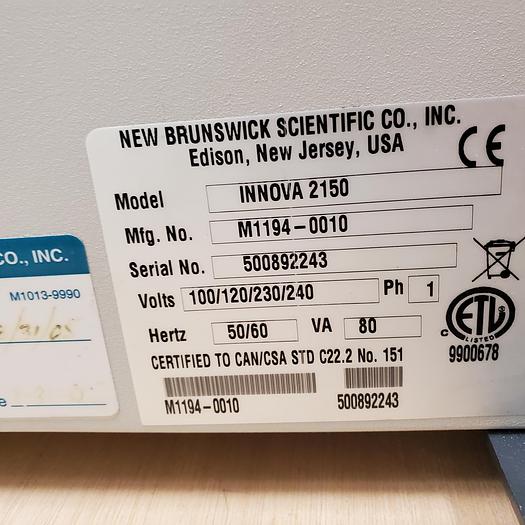 NEW BRUNSWICK SCIENTIFIC CO., INC.
Edison, New Jersey, USA
CE
Model INNOVA 2150
Mfg. No. M1194-0010
Serial No. 500892243
Volts 100/120/230/240 Ph 1
Hertz 50/60 VA 80
C ETL LISTED
9900678
CERTIFIED TO CAN/CSA STD C22.2 No. 151
M1194-0010 500892243
CO., INC.
M1013-9990